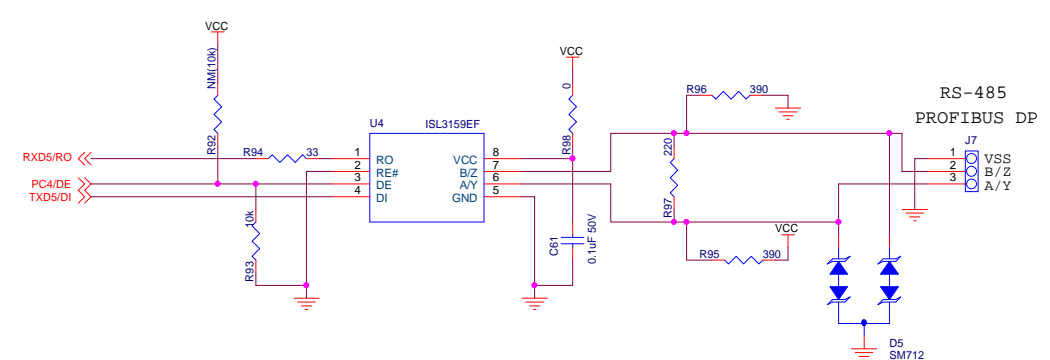 VCC
NM(10k)
R92
VCC
0
R98
R96 390
RS-485
PROFIBUS DP
U4 ISL3159EF
J7
RXD5/RO
R94 33
1 RO VCC 8
2 RE# B/Z 7
3 DE A/Y 6
4 DI GND 5
220
R97
1 VSS
2 B/Z
3 A/Y
PC4/DE
TXD5/DI
10k
R93
C61
0.1uF 50V
VCC
R95 390
D5
SM712